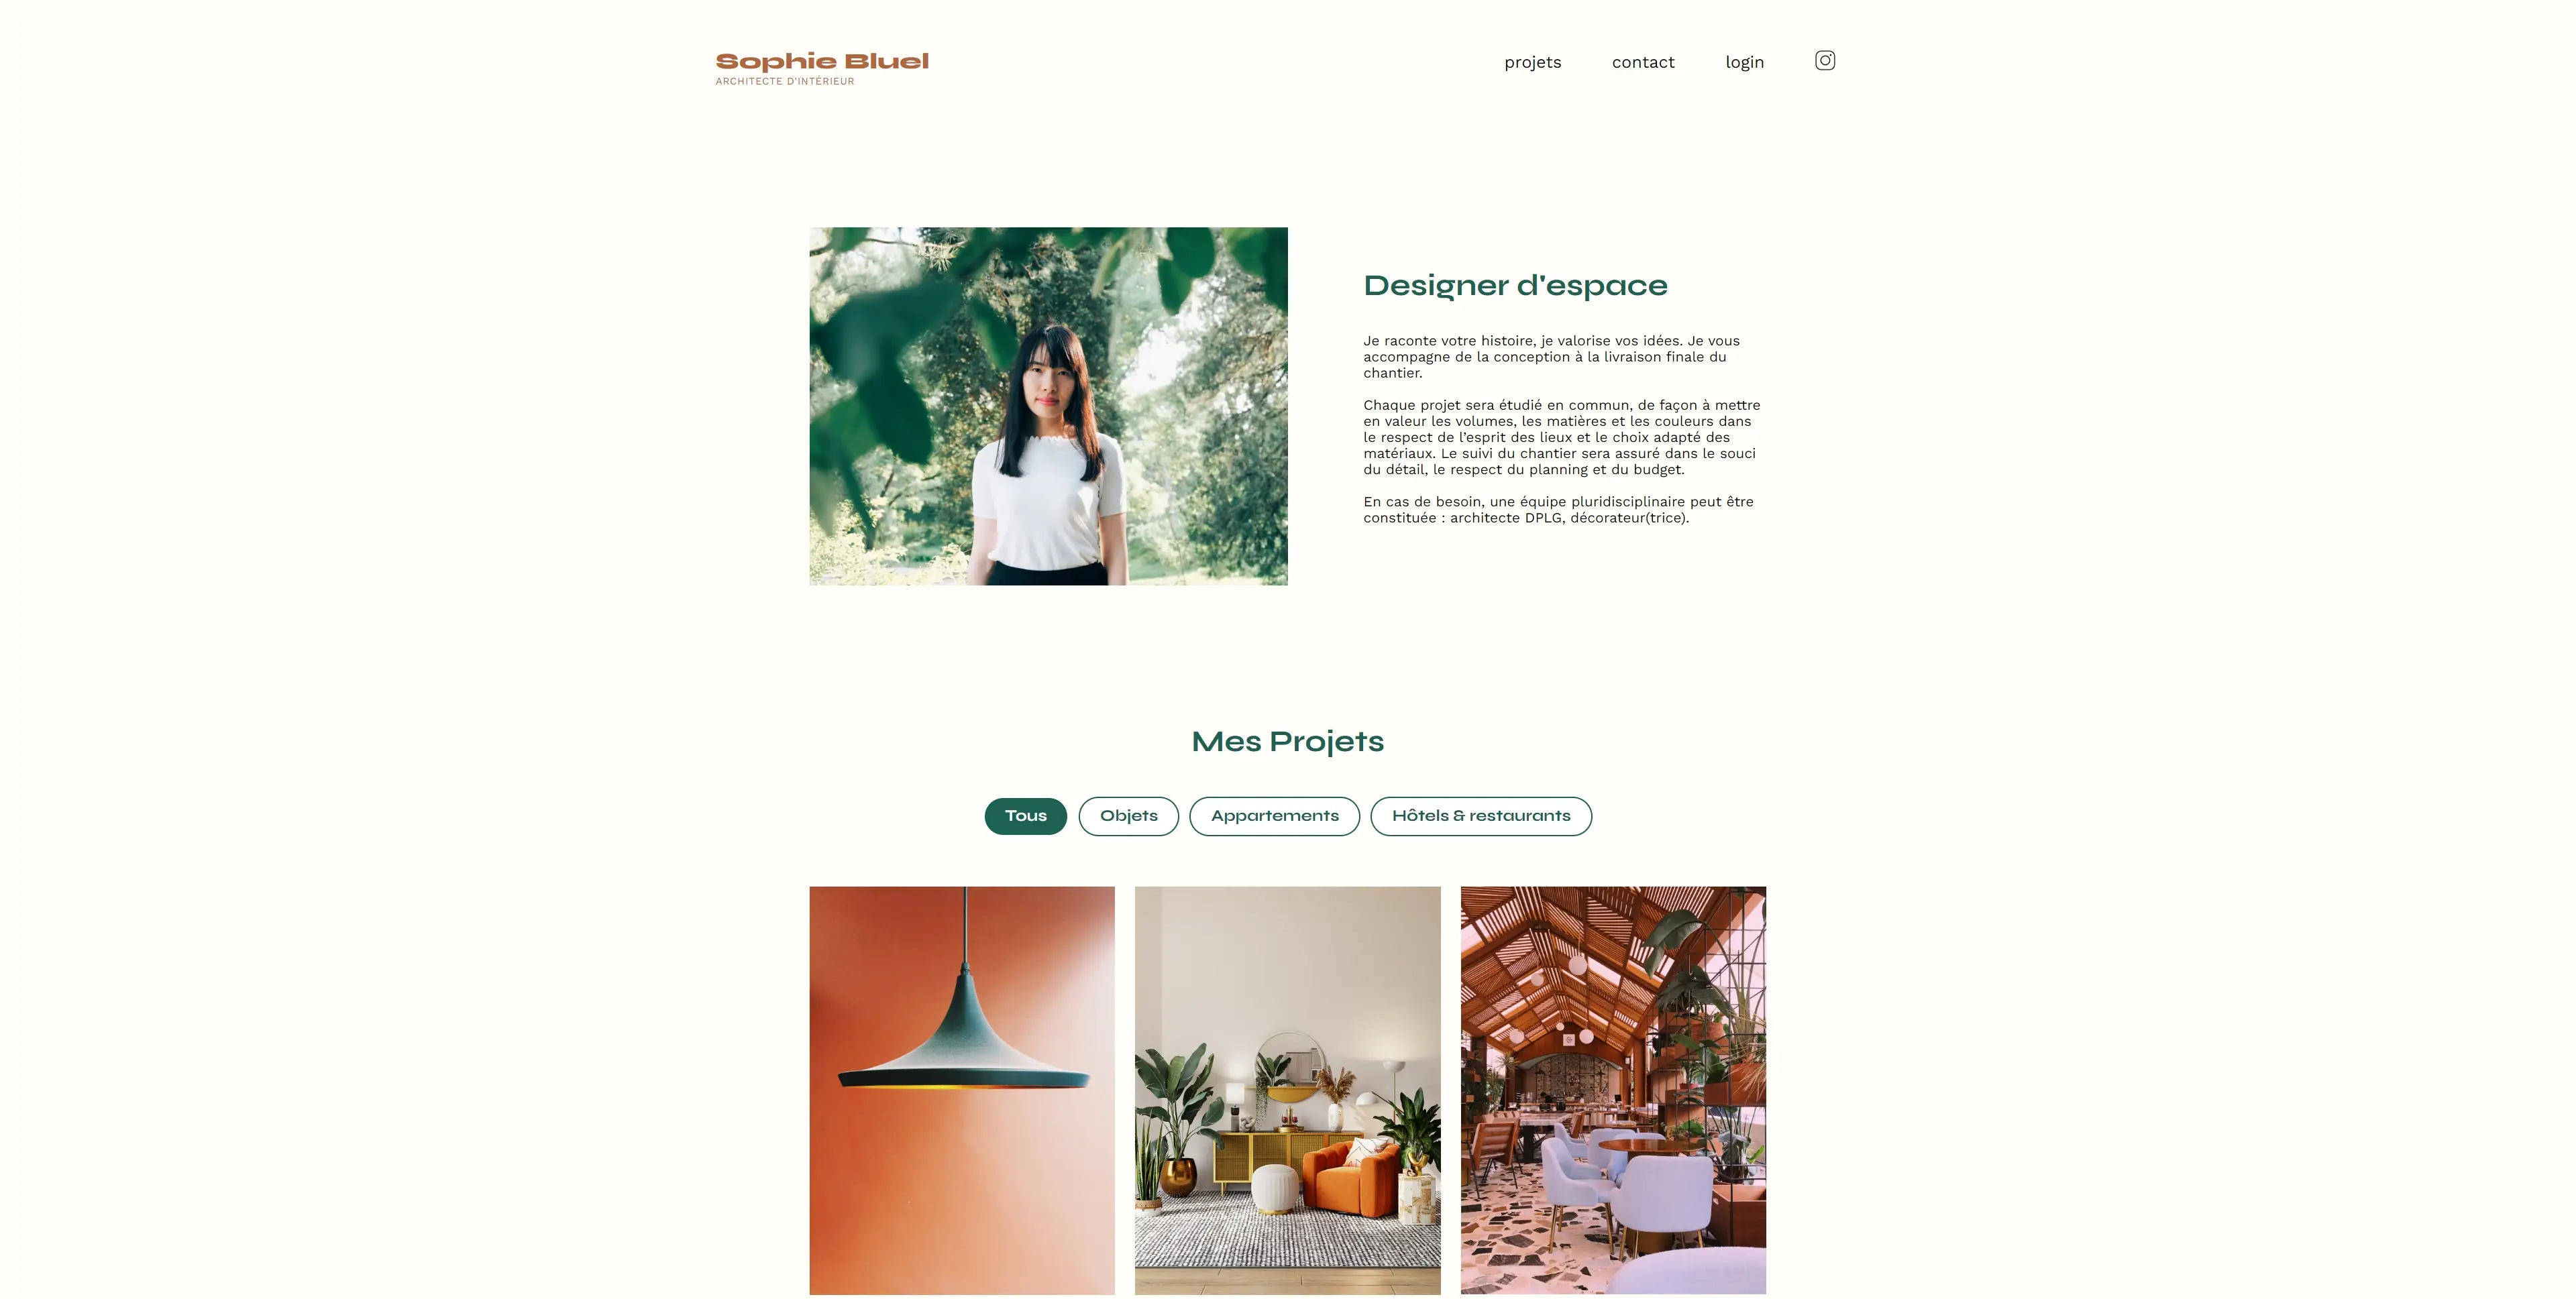 Sophie Bluel
ARCHITECTE D'INTÉRIEUR
projets
contact
login
Designer d'espace
Je raconte votre histoire, je valorise vos idées. Je vous
accompagne de la conception à la livraison finale du
chantier.
Chaque projet sera étudié en commun, de façon à mettre
en valeur les volumes, les matières et les couleurs dans
le respect de l’esprit des lieux et le choix adapté des
matériaux. Le suivi du chantier sera assuré dans le souci
du détail, le respect du planning et du budget.
En cas de besoin, une équipe pluridisciplinaire peut être
constituée : architecte DPLG, décorateur(trice).
Mes Projets
Tous
Objets
Appartements
Hôtels & restaurants